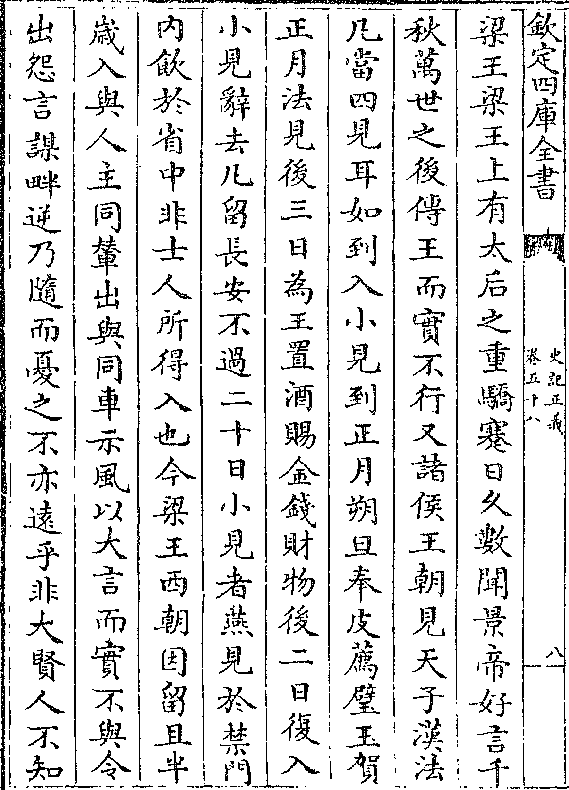 欽定四庫全書
史記正義
卷五十八
八
梁王梁王上有太后之重驕蹇日久數聞景帝好言千
秋萬世之後傳王而實不行又諸侯王朝見天子漢法
凡當四見耳如到入小見到正月朔旦奉皮薦璧玉賀
正月法見後三日為王置酒賜金錢財物後二日復入
小見辭去凡留長安不過二十日小見者燕見於禁門
内飲於省中非士人所得入也今梁王西朝因留且半
嵗入與人主同輦出與同車示風以大言而實不與令
出怨言謀畔逆乃隨而憂之不亦遠乎非大賢人不知